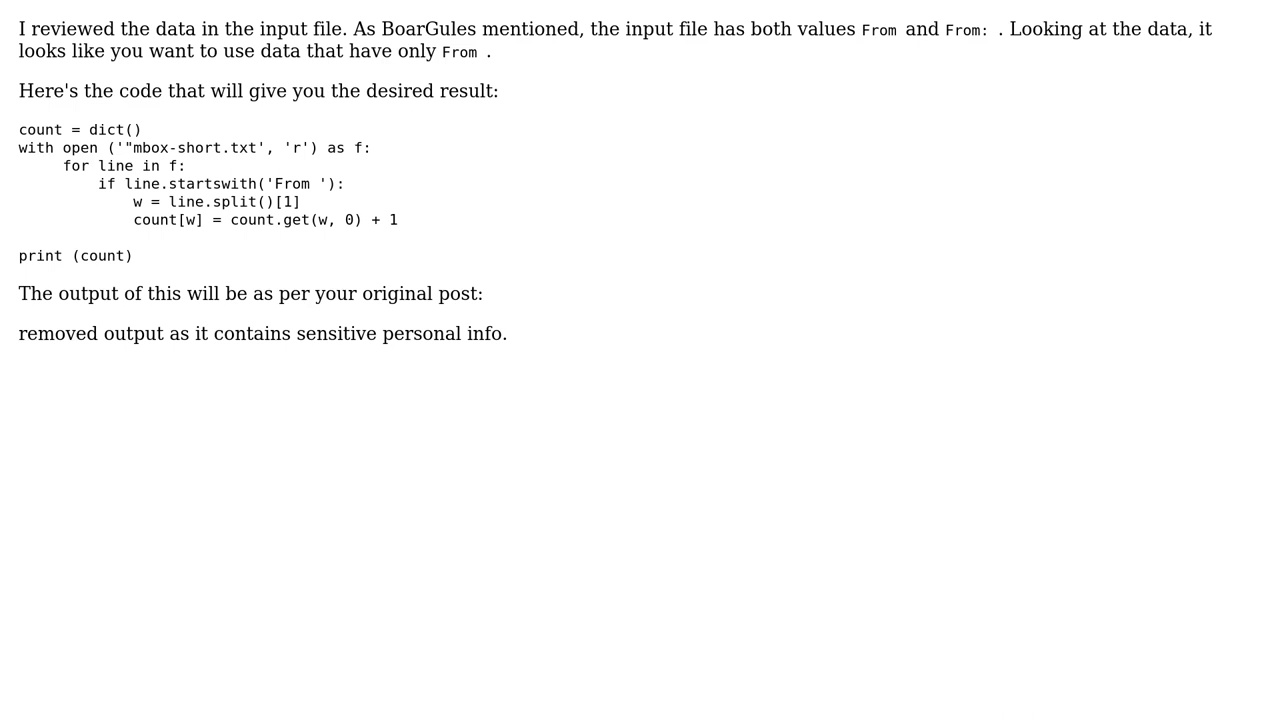 I reviewed the data in the input file. As BoarGules mentioned, the input file has both values From and From: . Looking at the data, it
looks like you want to use data that have only From .
Here's the code that will give you the desired result:
count = dict()
with open ('"mbox-short.txt', 'r') as f:
     for line in f:
         if line.startswith('From '):
             w = line.split()[1]
             count[w] = count.get(w, 0) + 1
print (count)
The output of this will be as per your original post:
removed output as it contains sensitive personal info.